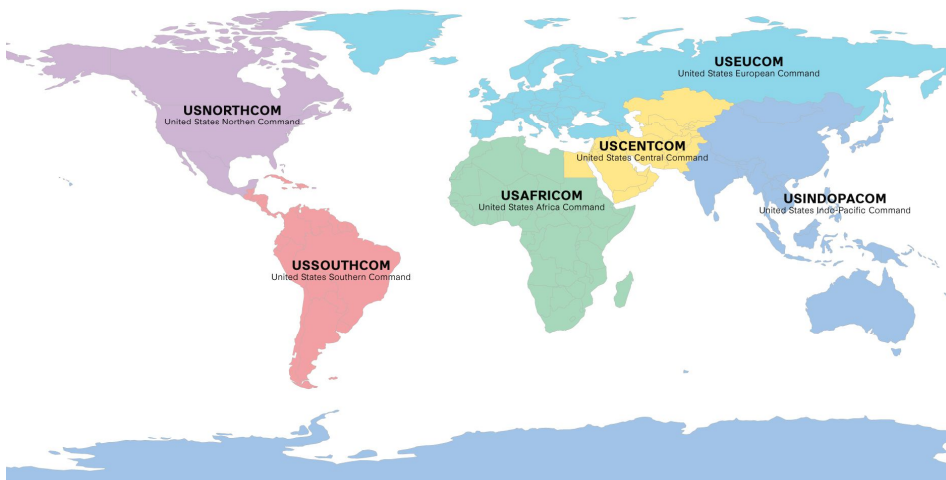 USEUCOM
United States European Command
USNORTHCOM
United States Northen Command
USCENTCOM
United States Central Command
USAFRICOM
United States Africa Command
USINDOPACOM
United States Indo-Pacific Command
USSOUTHCOM
United States Southern Command